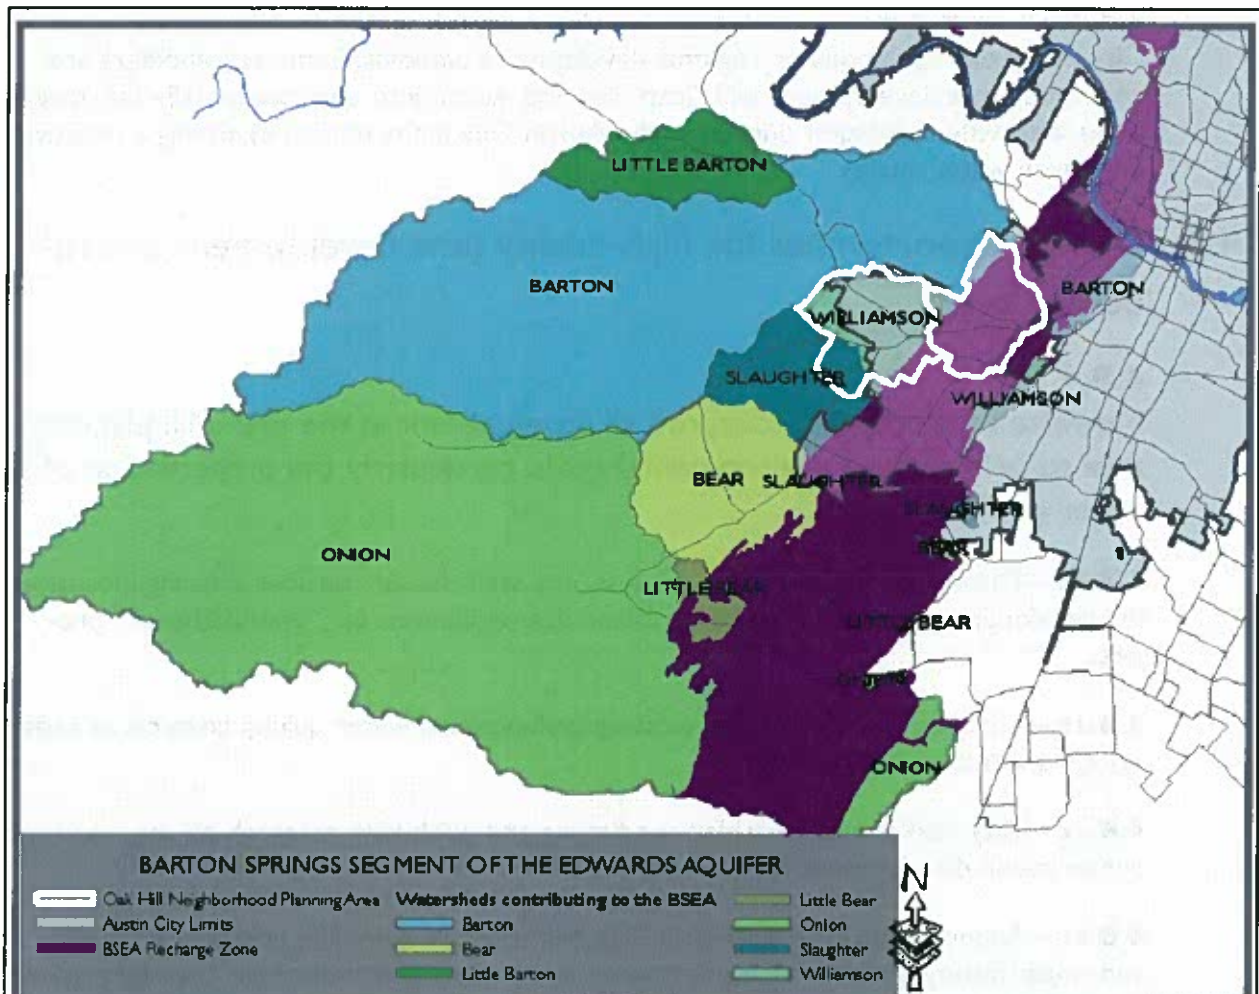 LITTLE BARTON
BARTON
BARTON
WILLIAMSON
SLAUGHTER
WILLIAMSON
BEAR
SLAUGHTER
SLAUGHTER
BEAR
ONION
LITTLE BEAR
LITTLE BEAR
ONION
BARTON SPRINGS SEGMENT OF THE EDWARDS AQUIFER
Oak Hill Neighborhood Planning Area
Austin City Limits
BSEA Recharge Zone
Watersheds contributing to the BSEA
Barton
Bear
Little Barton
Little Bear
Onion
Slaughter
Williamson
N